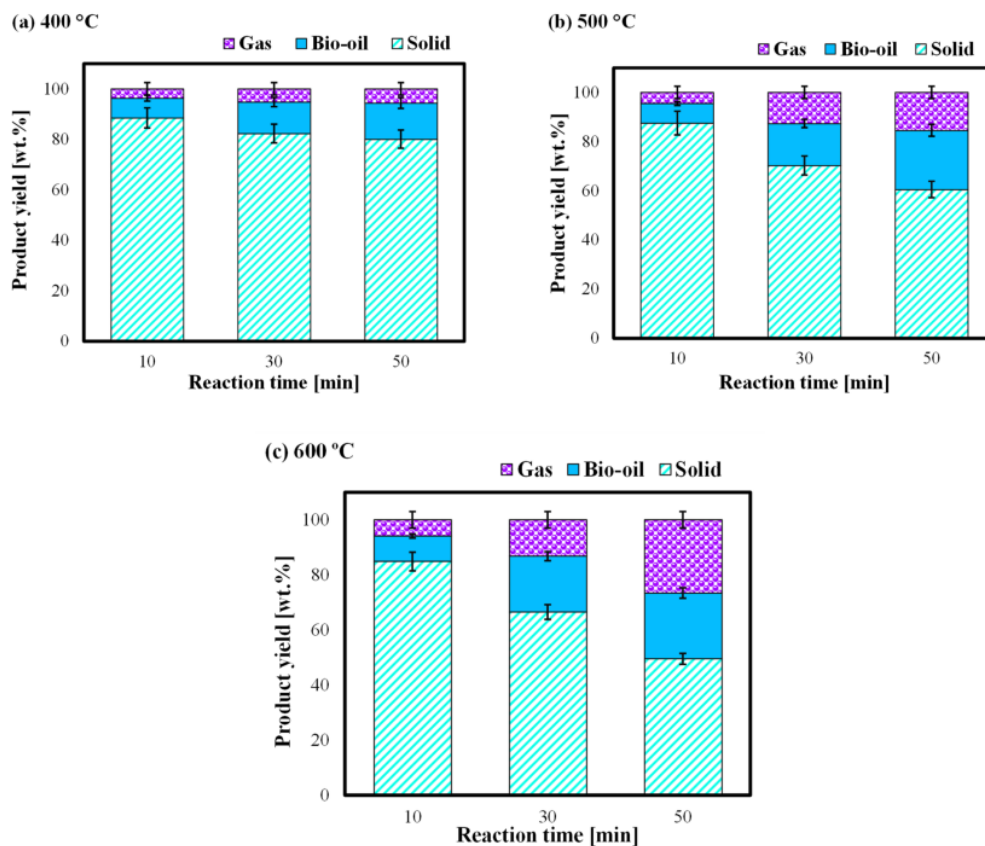 (a) 400 °C
Gas Bio-oil Solid
Product yield [wt.%]
100
80
60
40
20
0
10 30 50
Reaction time [min]
(b) 500 °C
Gas Bio-oil Solid
Product yield [wt.%]
100
80
60
40
20
0
10 30 50
Reaction time [min]
(c) 600 ºC
Gas Bio-oil Solid
Product yield [wt.%]
100
80
60
40
20
0
10 30 50
Reaction time [min]